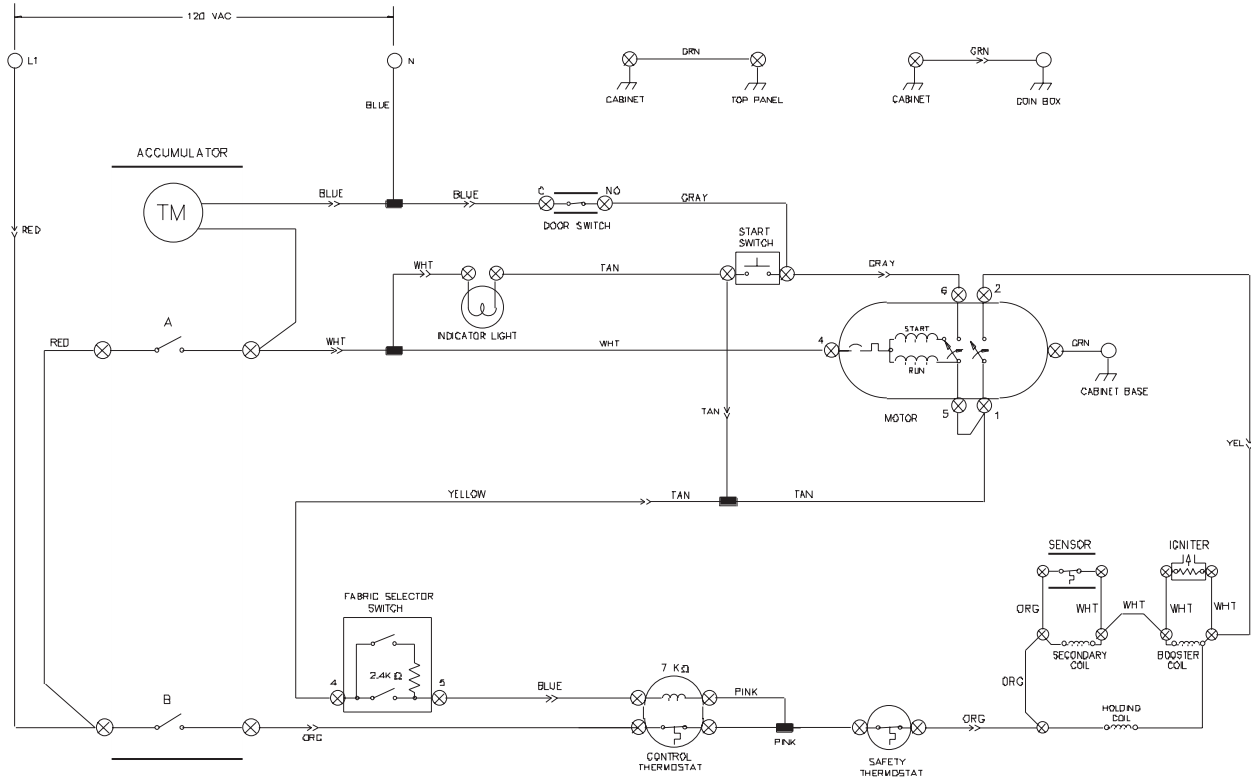 120 VAC
L1
N
GRN
GRN
CABINET
TOP PANEL
CABINET
COIN BOX
BLUE
ACCUMULATOR
BLUE
BLUE
C
NO
GRAY
TM
DOOR SWITCH
RED
START
SWITCH
WHT
TAN
GRAY
6
2
A
INDICATOR LIGHT
START
RED
WHT
WHT
4
GRN
RUN
CABINET BASE
TAN
MOTOR
5
1
YEL
YELLOW
TAN
TAN
SENSOR
IGNITER
FABRIC SELECTOR
SWITCH
ORG
WHT
WHT
WHT
WHT
SECONDARY
COIL
BOOSTER
COIL
2.4K Ω
7 KΩ
4
5
BLUE
PINK
ORG
B
HOLDING
COIL
ORG
ORG
PINK
CONTROL
THERMOSTAT
SAFETY
THERMOSTAT